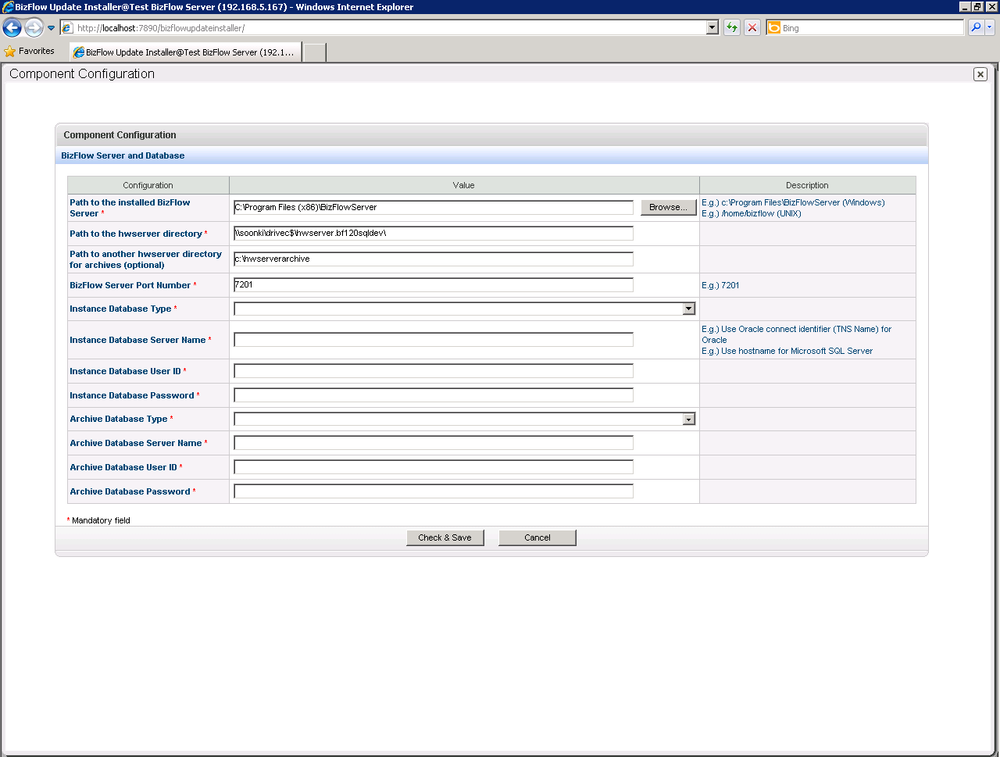 BizFlow Update Installer@Test BizFlow Server (192.168.5.167) - Windows Internet Explorer
http://localhost:7890/bizflowupdateinstaller/
Bing
Favorites
BizFlow Update Installer@Test BizFlow Server (192.1...
Component Configuration
Component Configuration
BizFlow Server and Database
Configuration
Value
Description
Path to the installed BizFlow
Server *
C:\Program Files (x86)\BizFlowServer
Browse...
E.g.) c:\Program Files\BizFlowServer (Windows)
E.g.) /home/bizflow (UNIX)
Path to the hwserver directory *
\\soonki\drivec$\hwserver.bf120sqldev\
Path to another hwserver directory
for archives (optional)
c:\hwserverarchive
BizFlow Server Port Number *
7201
E.g.) 7201
Instance Database Type *
Instance Database Server Name *
E.g.) Use Oracle connect identifier (TNS Name) for
Oracle
E.g.) Use hostname for Microsoft SQL Server
Instance Database User ID *
Instance Database Password *
Archive Database Type *
Archive Database Server Name *
Archive Database User ID *
Archive Database Password *
* Mandatory field
Check & Save
Cancel